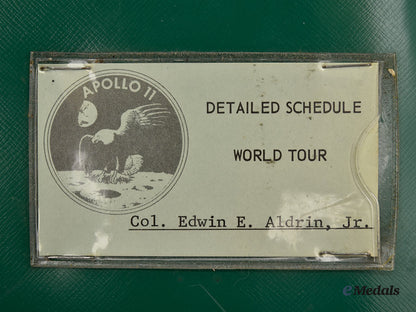 APOLLO 11
DETAILED SCHEDULE
WORLD TOUR
Col. Edwin E. Aldrin, Jr.
eMedals